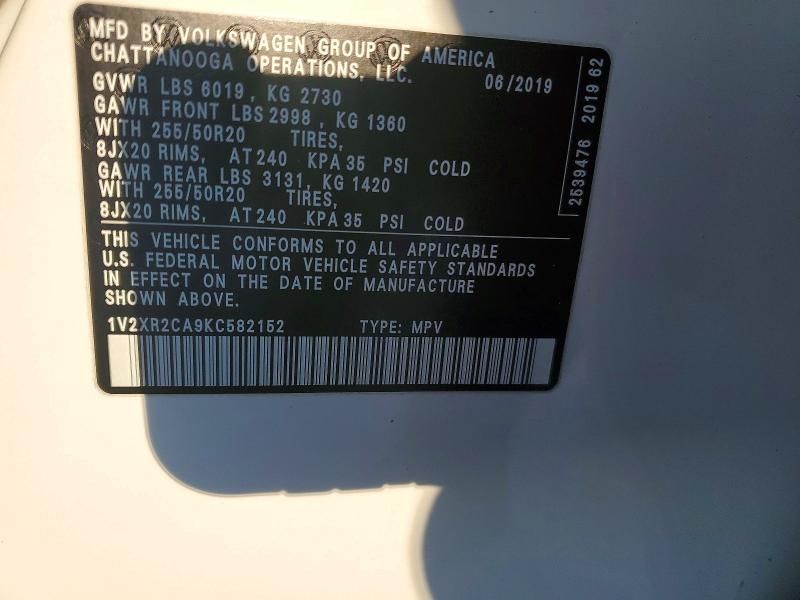 MFD BY VOLKSWAGEN GROUP OF AMERICA
CHATTANOOGA OPERATIONS, LLC.
06/2019
GVWR LBS 6019, KG 2730
GAWR FRONT LBS 2998, KG 1360
WITH 255/50R20 TIRES,
8JX20 RIMS, AT 240 KPA 35 PSI COLD
GAWR REAR LBS 3131, KG 1420
WITH 255/50R20 TIRES,
8JX20 RIMS, AT 240 KPA 35 PSI COLD
THIS VEHICLE CONFORMS TO ALL APPLICABLE
U.S. FEDERAL MOTOR VEHICLE SAFETY STANDARDS
IN EFFECT ON THE DATE OF MANUFACTURE
SHOWN ABOVE.
1V2XR2CA9KC582152 TYPE: MPV
2539476 2019 62